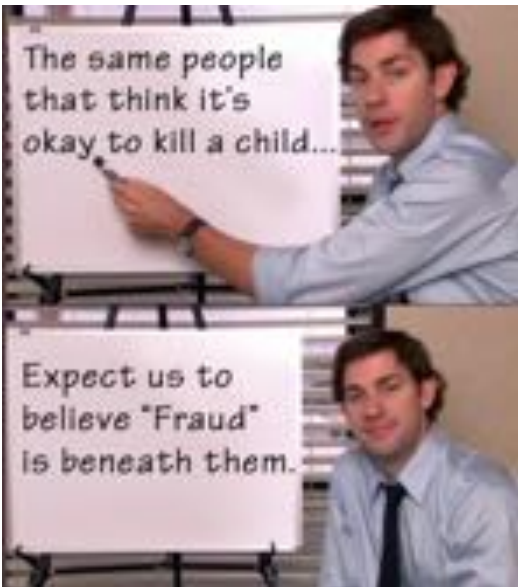 The same people
that think it's
okay to kill a child...
Expect us to
believe "Fraud"
is beneath them.